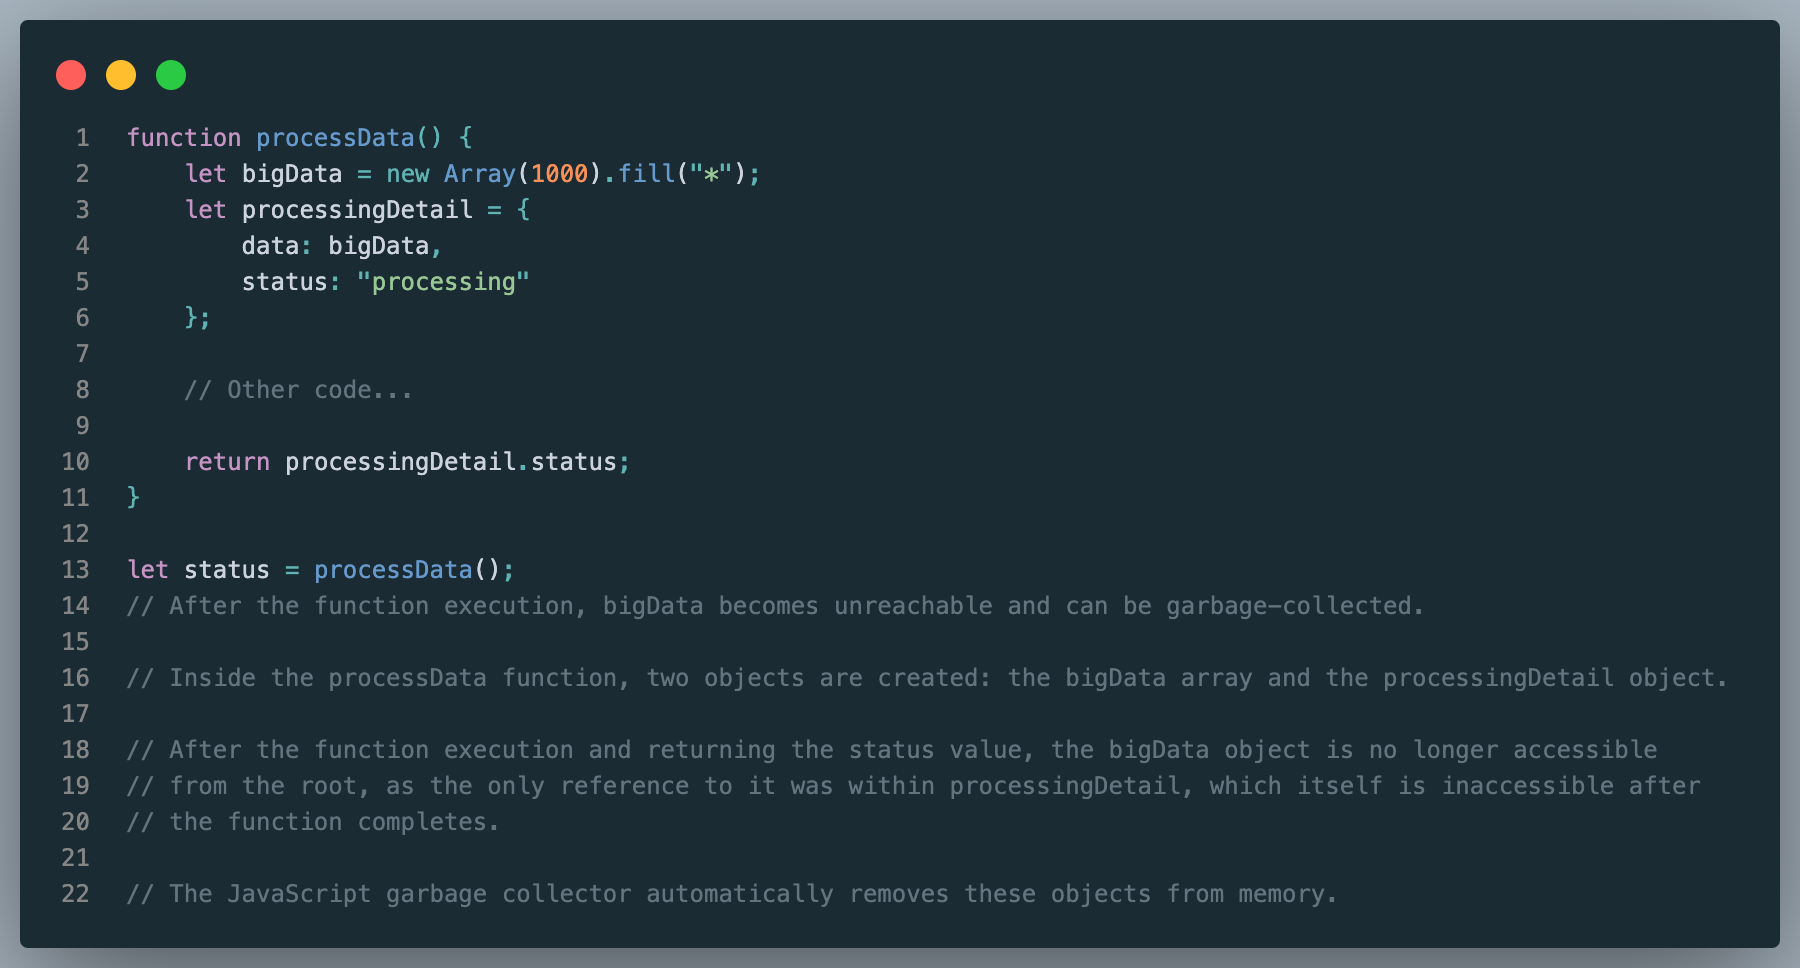 1 function processData() {
2     let bigData = new Array(1000).fill("*");
3     let processingDetail = {
4         data: bigData,
5         status: "processing"
6     };
7
8     // Other code...
9
10     return processingDetail.status;
11 }
12
13 let status = processData();
14 // After the function execution, bigData becomes unreachable and can be garbage-collected.
15
16 // Inside the processData function, two objects are created: the bigData array and the processingDetail object.
17
18 // After the function execution and returning the status value, the bigData object is no longer accessible
19 // from the root, as the only reference to it was within processingDetail, which itself is inaccessible after
20 // the function completes.
21
22 // The JavaScript garbage collector automatically removes these objects from memory.